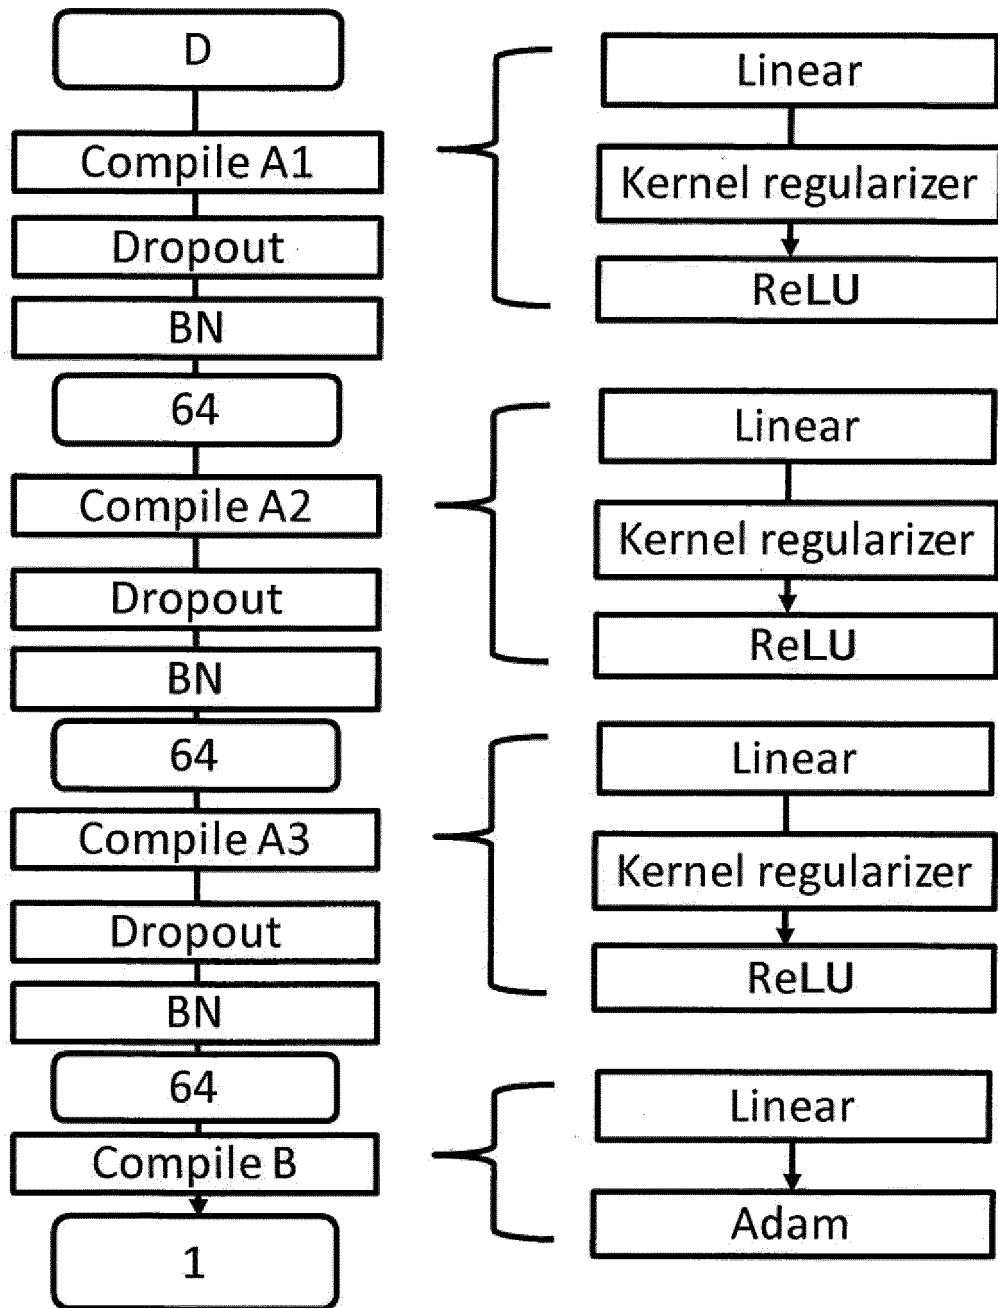 D
Compile A1
Dropout
BN
64
Compile A2
Dropout
BN
64
Compile A3
Dropout
BN
64
Compile B
1
Linear
Kernel regularizer
ReLU
Linear
Kernel regularizer
ReLU
Linear
Kernel regularizer
ReLU
Linear
Adam